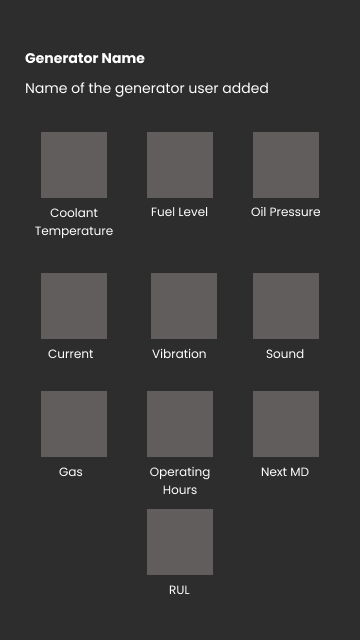 Generator Name
Name of the generator user added
Coolant
Temperature
Fuel Level
Oil Pressure
Current
Vibration
Sound
Gas
Operating
Hours
Next MD
RUL